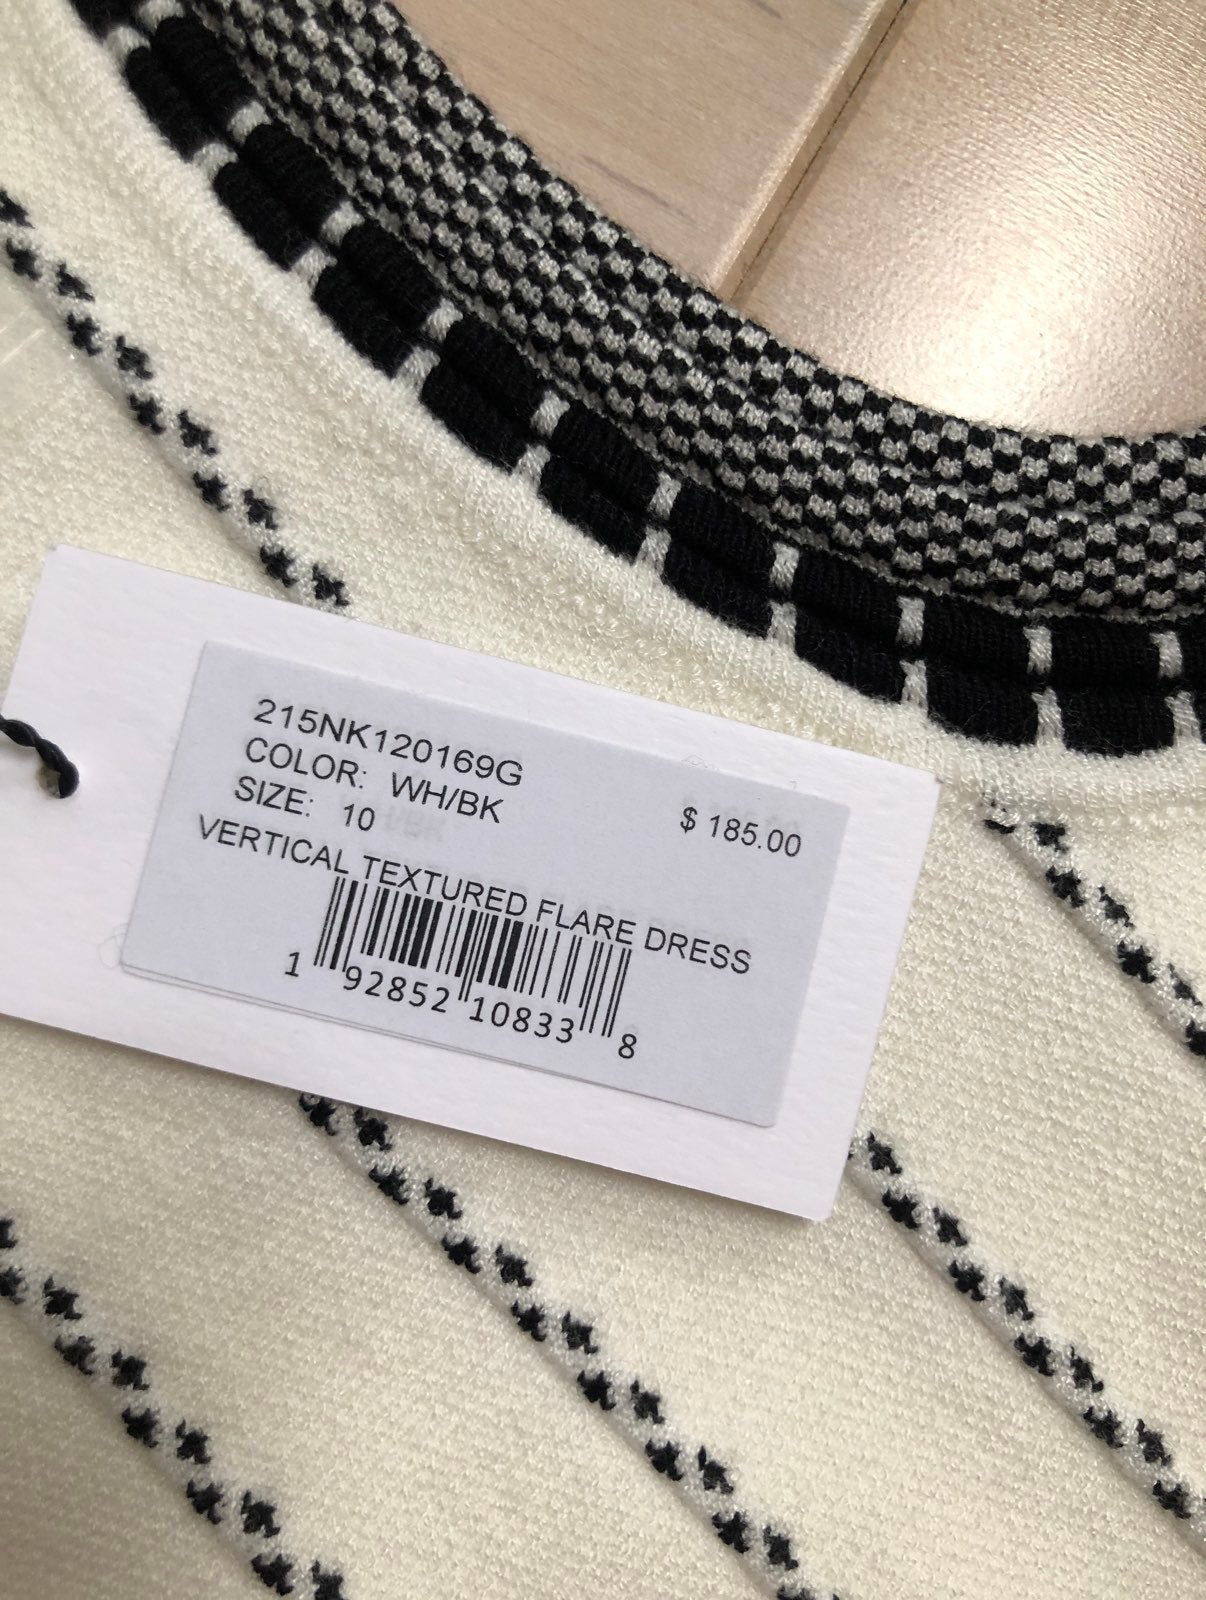 215NK120169G
COLOR: WH/BK
SIZE: 10
$ 185.00
VERTICAL TEXTURED FLARE DRESS
1 92852 10833 8